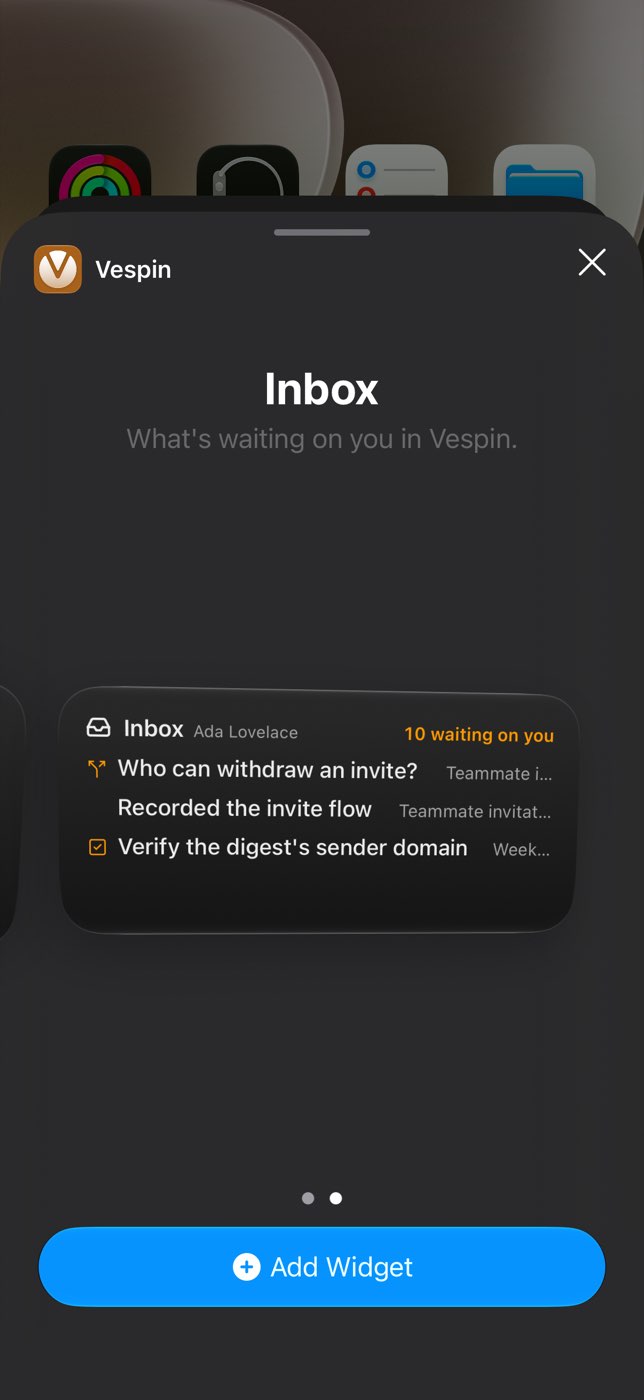 Vespin
Inbox
What's waiting on you in Vespin.
Inbox Ada Lovelace 10 waiting on you
Who can withdraw an invite? Teammate i...
Recorded the invite flow Teammate invitat...
Verify the digest's sender domain Week...
Add Widget